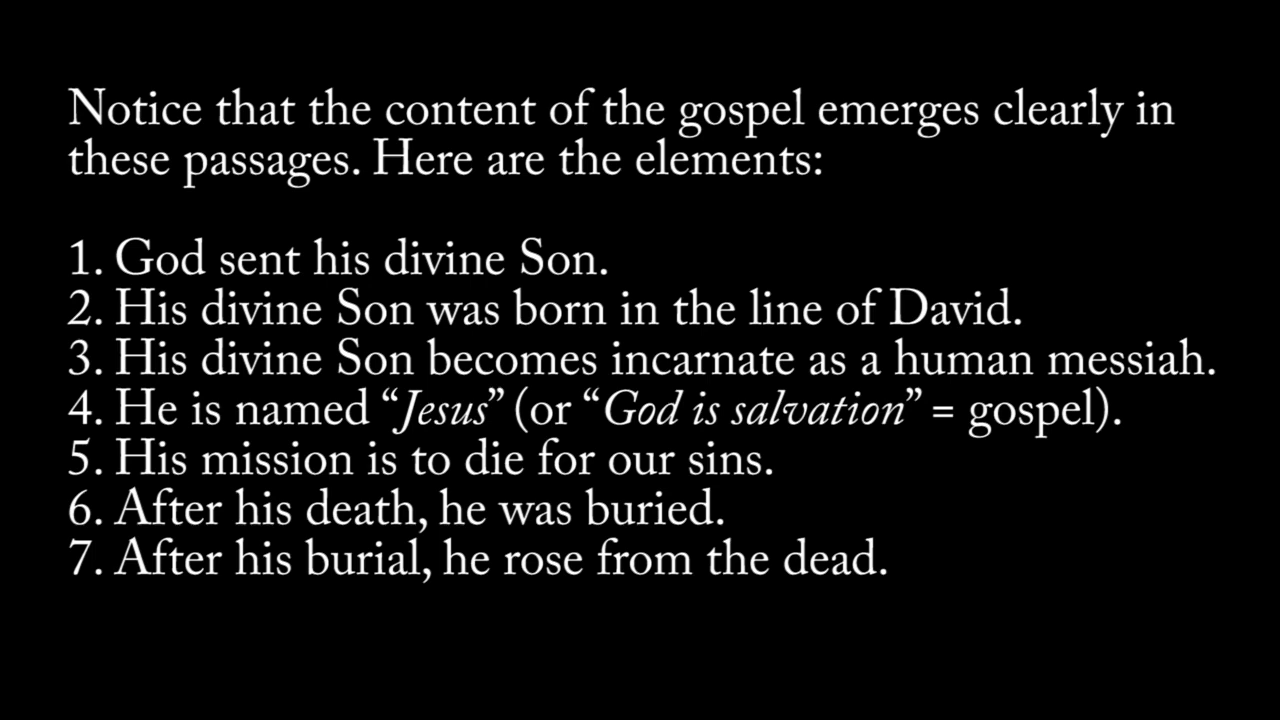 Notice that the content of the gospel emerges clearly in
these passages. Here are the elements:
1. God sent his divine Son.
2. His divine Son was born in the line of David.
3. His divine Son becomes incarnate as a human messiah.
4. He is named “Jesus” (or “God is salvation” = gospel).
5. His mission is to die for our sins.
6. After his death, he was buried.
7. After his burial, he rose from the dead.